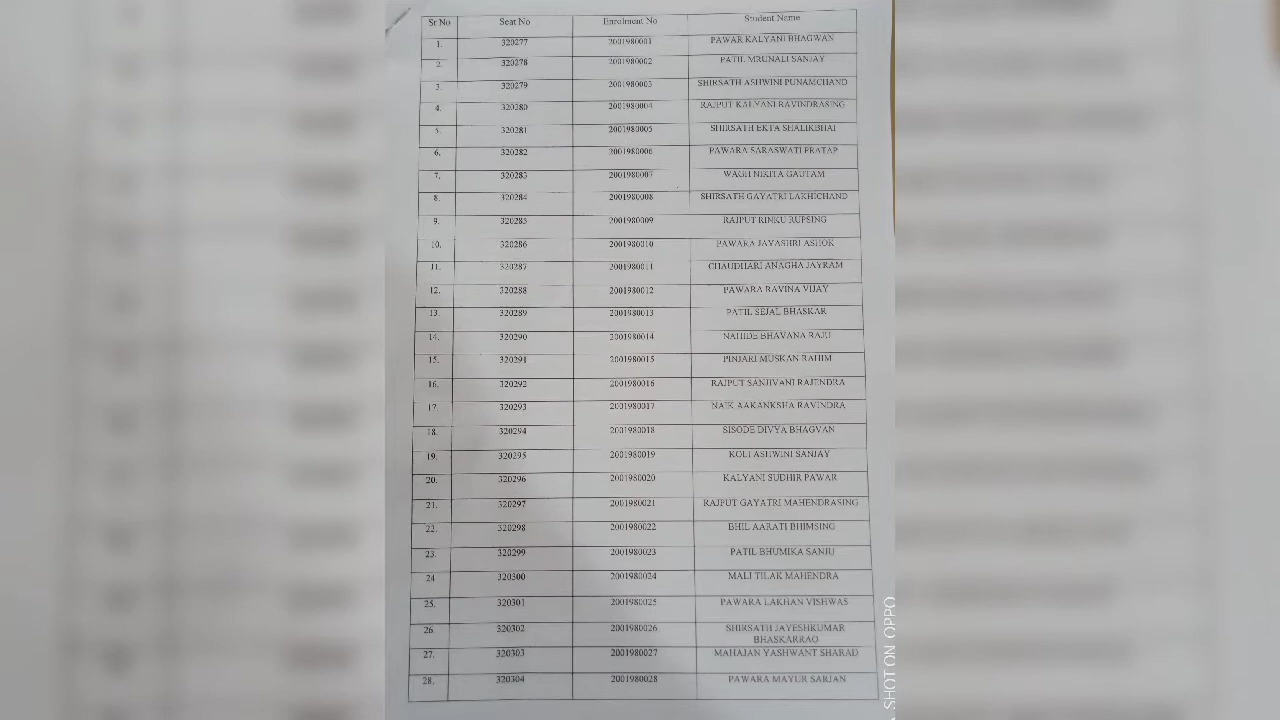 Sr No Seat No Enrolment No Student Name
1. 320277 2001980001 PAWAR KALYANI BHAGWAN
2. 320278 2001980002 PATIL MRUNALI SANJAY
3. 320279 2001980003 SHIRSATH ASHWINI PUNAMCHAND
4. 320280 2001980004 RAJPUT KALYANI RAVINDRASING
5. 320281 2001980005 SHIRSATH EKTA SHALIKBHAI
6. 320282 2001980006 PAWARA SARASWATI PRATAP
7. 320283 2001980007 WAGH NIKITA GAUTAM
8. 320284 2001980008 SHIRSATH GAYATRI LAKHICHAND
9. 320285 2001980009 RAJPUT RINKU RUPSING
10. 320286 2001980010 PAWARA JAYASHRI ASHOK
11. 320287 2001980011 CHAUDHARI ANAGHA JAYRAM
12. 320288 2001980012 PAWARA RAVINA VIJAY
13. 320289 2001980013 PATIL SEJAL BHASKAR
14. 320290 2001980014 NAHIDE BHAVANA RAJU
15. 320291 2001980015 PINJARI MUSKAN RAHIM
16. 320292 2001980016 RAJPUT SANJIVANI RAJENDRA
17. 320293 2001980017 NAIK AAKANKSHA RAVINDRA
18. 320294 2001980018 SISODE DIVYA BHAGVAN
19. 320295 2001980019 KOLI ASHWINI SANJAY
20. 320296 2001980020 KALYANI SUDHIR PAWAR
21. 320297 2001980021 RAJPUT GAYATRI MAHENDRASING
22. 320298 2001980022 BHIL AARATI BHIMSING
23. 320299 2001980023 PATIL BHUMIKA SANJU
24 320300 2001980024 MALI TILAK MAHENDRA
25. 320301 2001980025 PAWARA LAKHAN VISHWAS
26. 320302 2001980026 SHIRSATH JAYESHKUMAR
BHASKARRAO
27. 320303 2001980027 MAHAJAN YASHWANT SHARAD
28. 320304 2001980028 PAWARA MAYUR SARJAN
SHOT ON OPPO